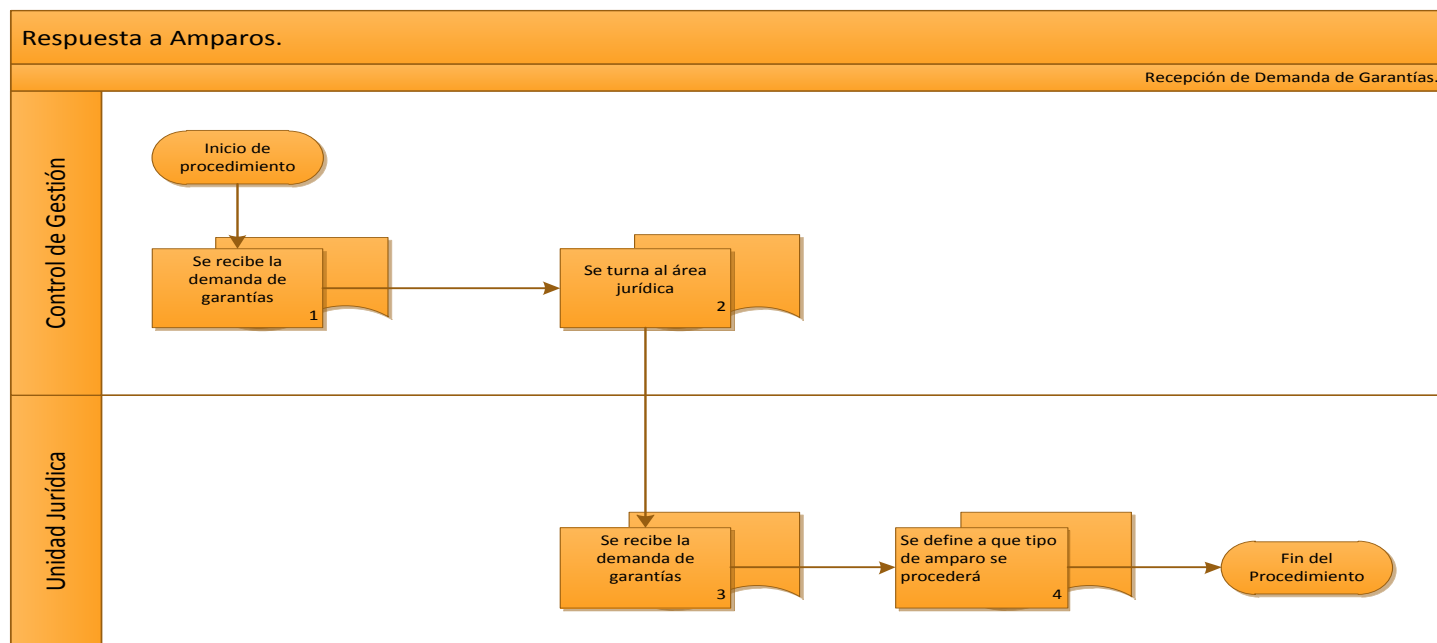 Respuesta a Amparos.
Recepción de Demanda de Garantías.
Control de Gestión
Inicio de
procedimiento
Se recibe la
demanda de
garantías
1
Se turna al área
jurídica
2
Unidad Jurídica
Se recibe la
demanda de
garantías
3
Se define a que tipo
de amparo se
procederá
4
Fin del
Procedimiento